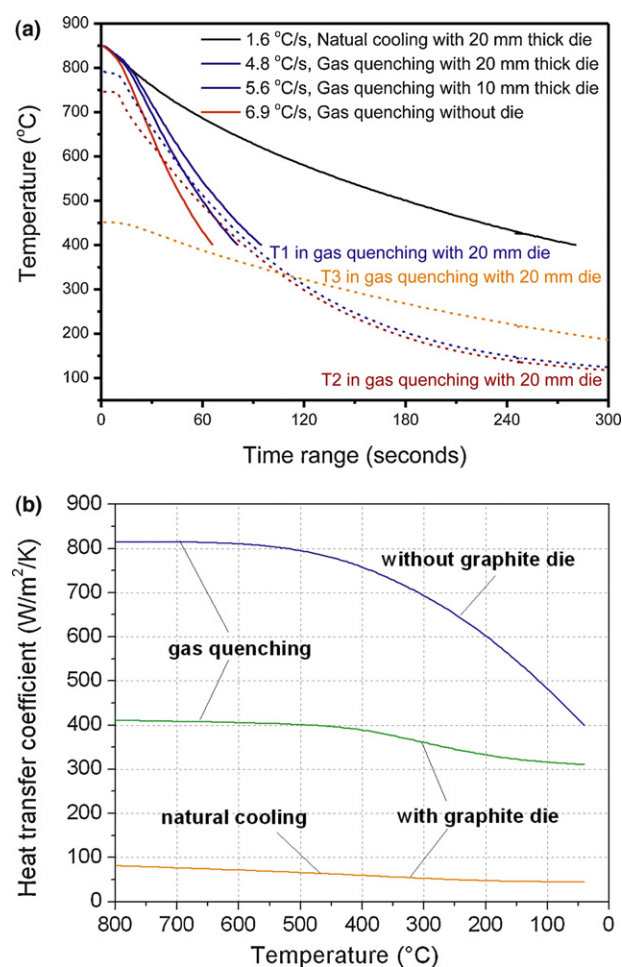 (a)
900
800
700
600
500
400
300
200
100
Temperature (°C)
1.6 °C/s, Natual cooling with 20 mm thick die
4.8 °C/s, Gas quenching with 20 mm thick die
5.6 °C/s, Gas quenching with 10 mm thick die
6.9 °C/s, Gas quenching without die
T1 in gas quenching with 20 mm die
T3 in gas quenching with 20 mm die
T2 in gas quenching with 20 mm die
0 60 120 180 240 300
Time range (seconds)
(b)
900
800
700
600
500
400
300
200
100
0
Heat transfer coefficient (W/m²/K)
without graphite die
gas quenching
natural cooling
with graphite die
800 700 600 500 400 300 200 100 0
Temperature (°C)